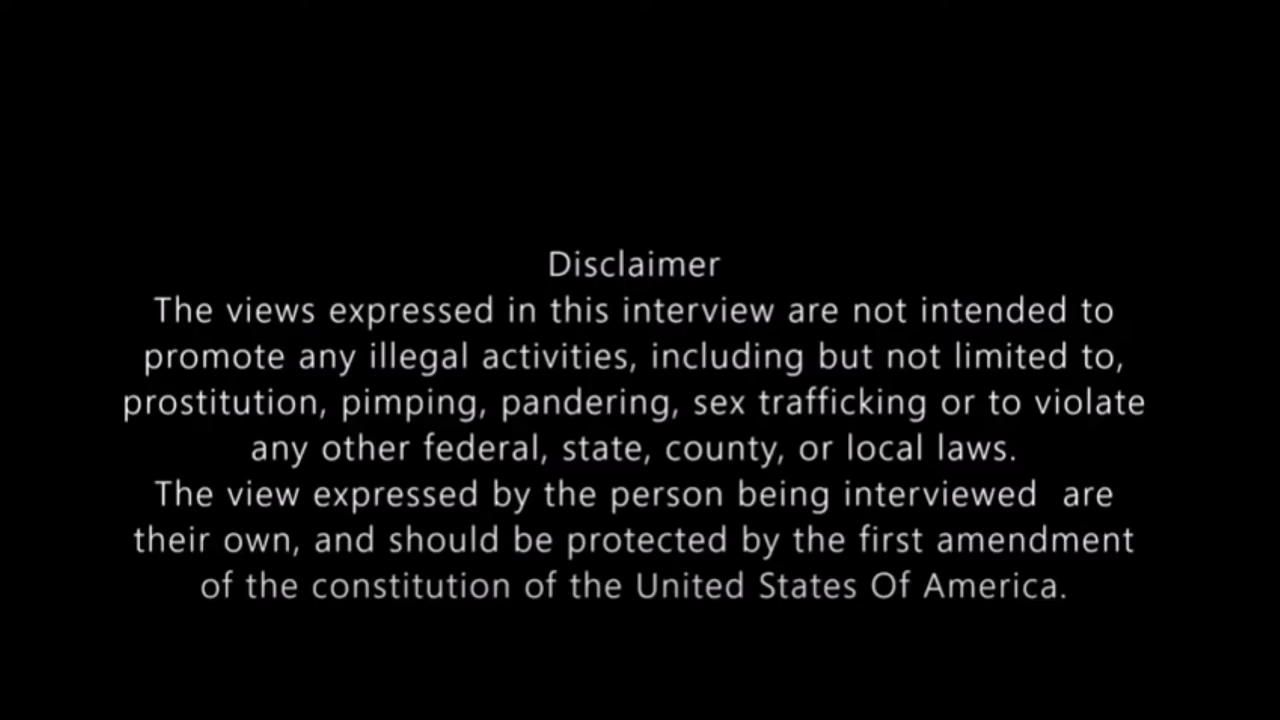 Disclaimer
The views expressed in this interview are not intended to
promote any illegal activities, including but not limited to,
prostitution, pimping, pandering, sex trafficking or to violate
any other federal, state, county, or local laws.
The view expressed by the person being interviewed  are
their own, and should be protected by the first amendment
of the constitution of the United States Of America.